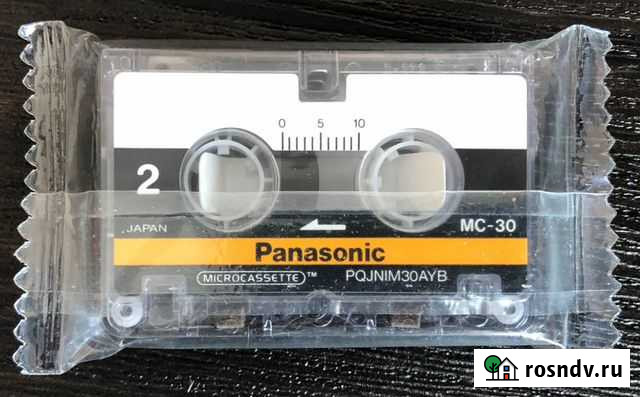 0 5 10
2
JAPAN MC-30
Panasonic
MICROCASSETTE™ PQJNIM30AYB
rosndv.ru